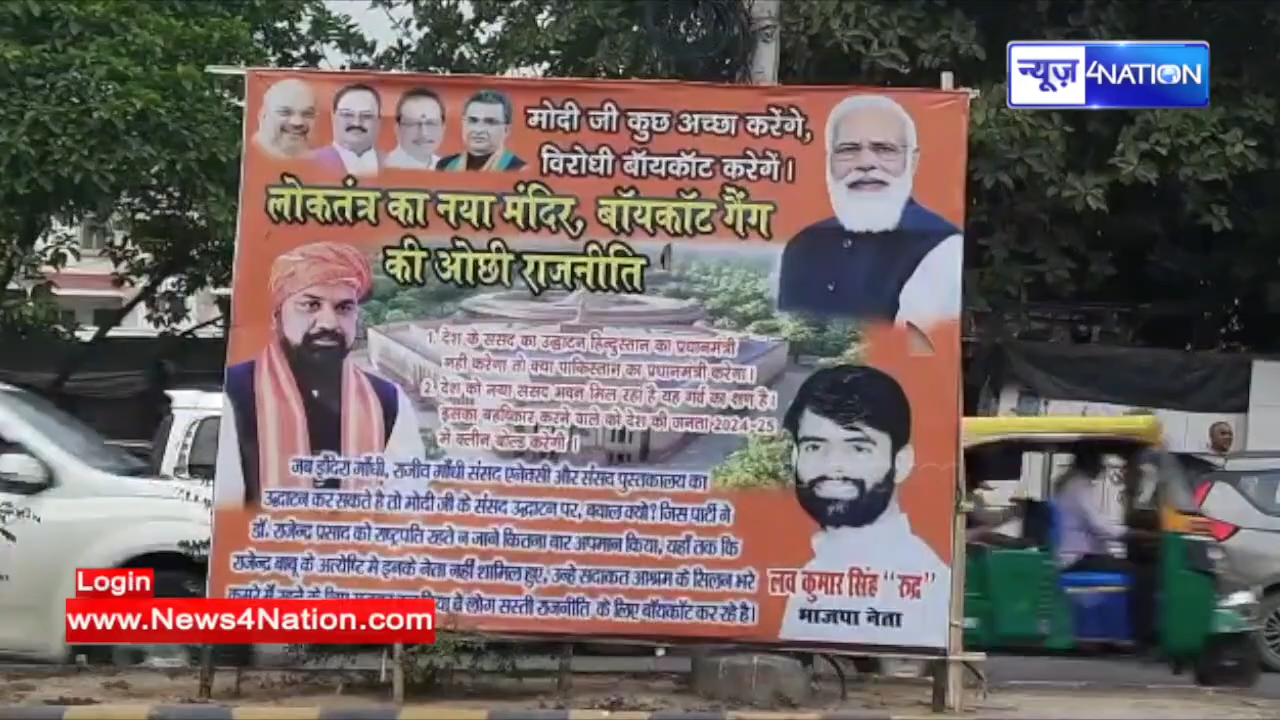 न्यूज़ 4NATION
मोदी जी कुछ अच्छा करेंगे,
विरोधी बॉयकॉट करेगें।
लोकतंत्र का नया मंदिर, बॉयकॉट गैंग
की ओछी राजनीति
1. देश के संसद का उद्घाटन हिन्दुस्तान का प्रधानमंत्री
नही करेगा तो क्या पाकिस्तान का प्रधानमंत्री करेगा।
2. देश को नया संसद भवन मिल रहा है यह गर्व का क्षण है।
इसका बहिष्कार करने वाले को देश की जनता 2024-25
में क्लीन बोल्ड करेगी।
जब इंदिरा गाँधी, राजीव गाँधी संसद एनेक्सी और संसद पुस्तकालय का
उद्घाटन कर सकते है तो मोदी जी के संसद उद्घाटन पर, बवाल क्यों? जिस पार्टी ने
डॉ. राजेन्द्र प्रसाद को राष्ट्रपति रहते न जाने कितना बार अपमान किया, यहाँ तक कि
राजेन्द्र बाबू के अंत्येष्टि मे इनके नेता नहीं शामिल हुए, उन्हे सदाकत आश्रम के सिलन भरे
कमरे में रहने के लिए किया वे लोग सस्ती राजनीति के लिए बॉयकॉट कर रहे है।
लव कुमार सिंह "रुद्र"
भाजपा नेता
Login
www.News4Nation.com